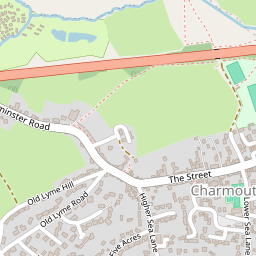 minster Road
The Street
Charmout
Old Lyme Hill
Old Lyme Road
Higher Sea Lane
Lower Sea Lane
Five Acres